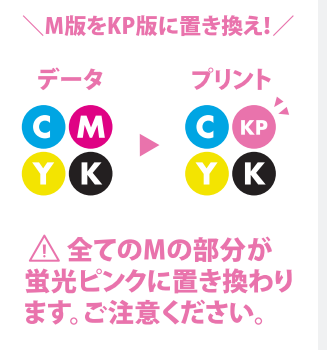 ＼M版をKP版に置き換え!／
データ プリント
C M C KP
Y K Y K
全てのMの部分が
蛍光ピンクに置き換わり
ます。ご注意ください。